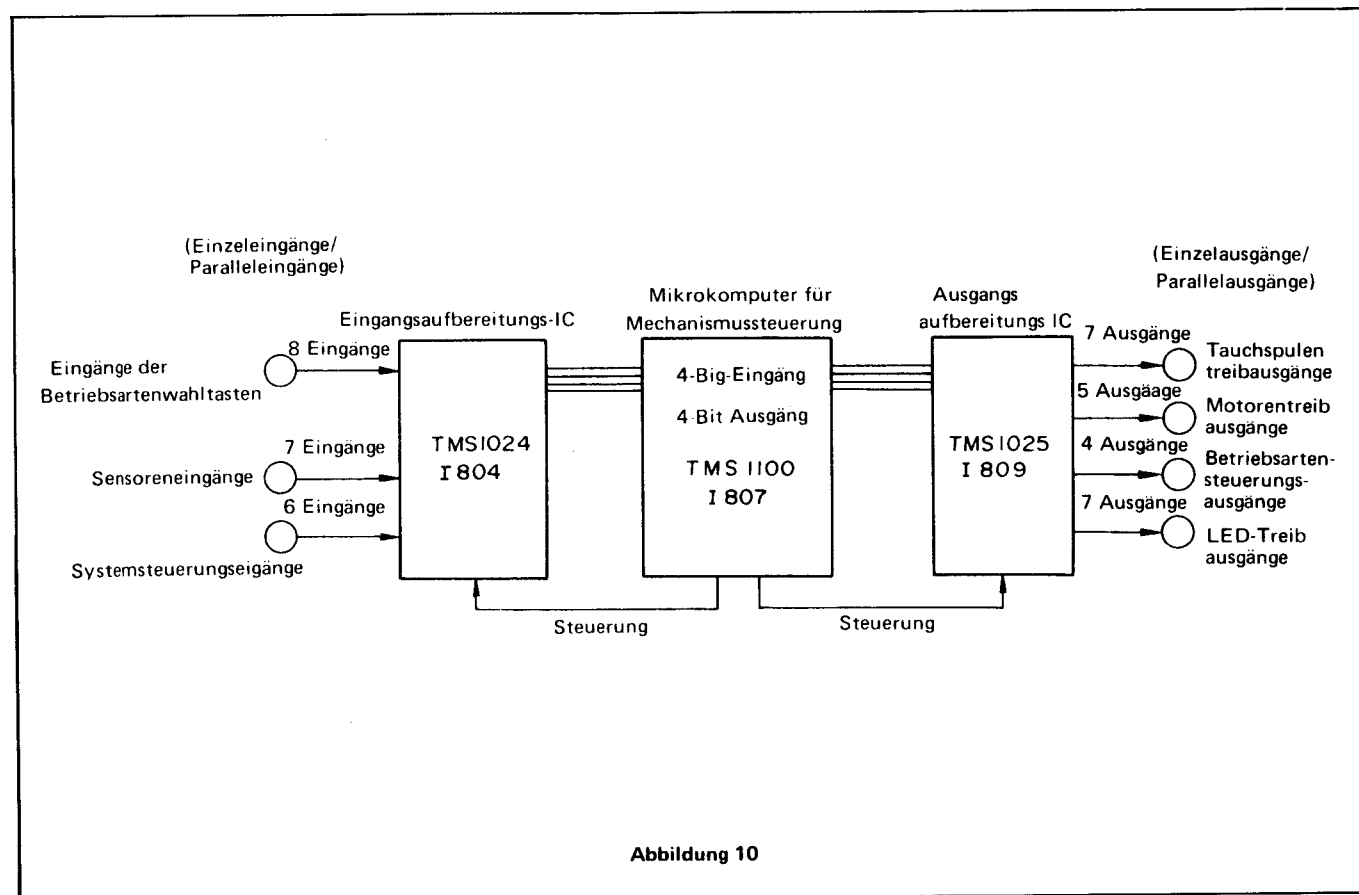 (Einzeleingänge/
Paralleleingänge)
Eingangsaufbereitungs-IC
8 Eingänge
Eingänge der
Betriebsartenwahltasten
7 Eingänge
Sensoreneingänge
6 Eingänge
Systemsteuerungseigänge
TMS1024
I 804
Mikrokomputer für
Mechanismussteuerung
4-Big-Eingäng
4-Bit Ausgäng
TMS 1100
I 807
Ausgangs
aufbereitungs IC
TMS1025
I 809
(Einzelausgänge/
Parallelausgänge)
7 Ausgänge
Tauchspulen
treibausgänge
5 Ausgäage
Motorentreib
ausgänge
4 Ausgänge
Betriebsarten-
steuerungs-
ausgänge
7 Ausgänge
LED-Treib
ausgänge
Steuerung
Steuerung
Abbildung 10